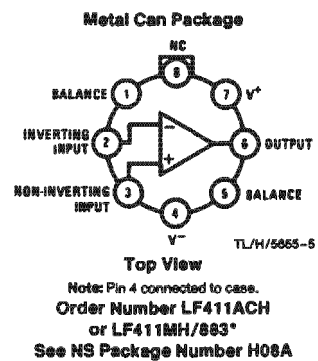 Metal Can Package
NC
8
BALANCE 1
7 V+
INVERTING INPUT 2
6 OUTPUT
NON-INVERTING INPUT 3
5 BALANCE
4
V−
TL/H/5655–5
Top View
Note: Pin 4 connected to case.
Order Number LF411ACH
or LF411MH/883*
See NS Package Number H08A